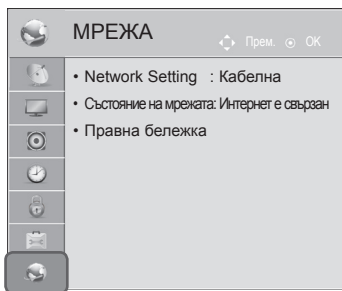 МРЕЖА
Прем. OK
• Network Setting : Кабелна
• Състояние на мрежата: Интернет е свързан
• Правна бележка